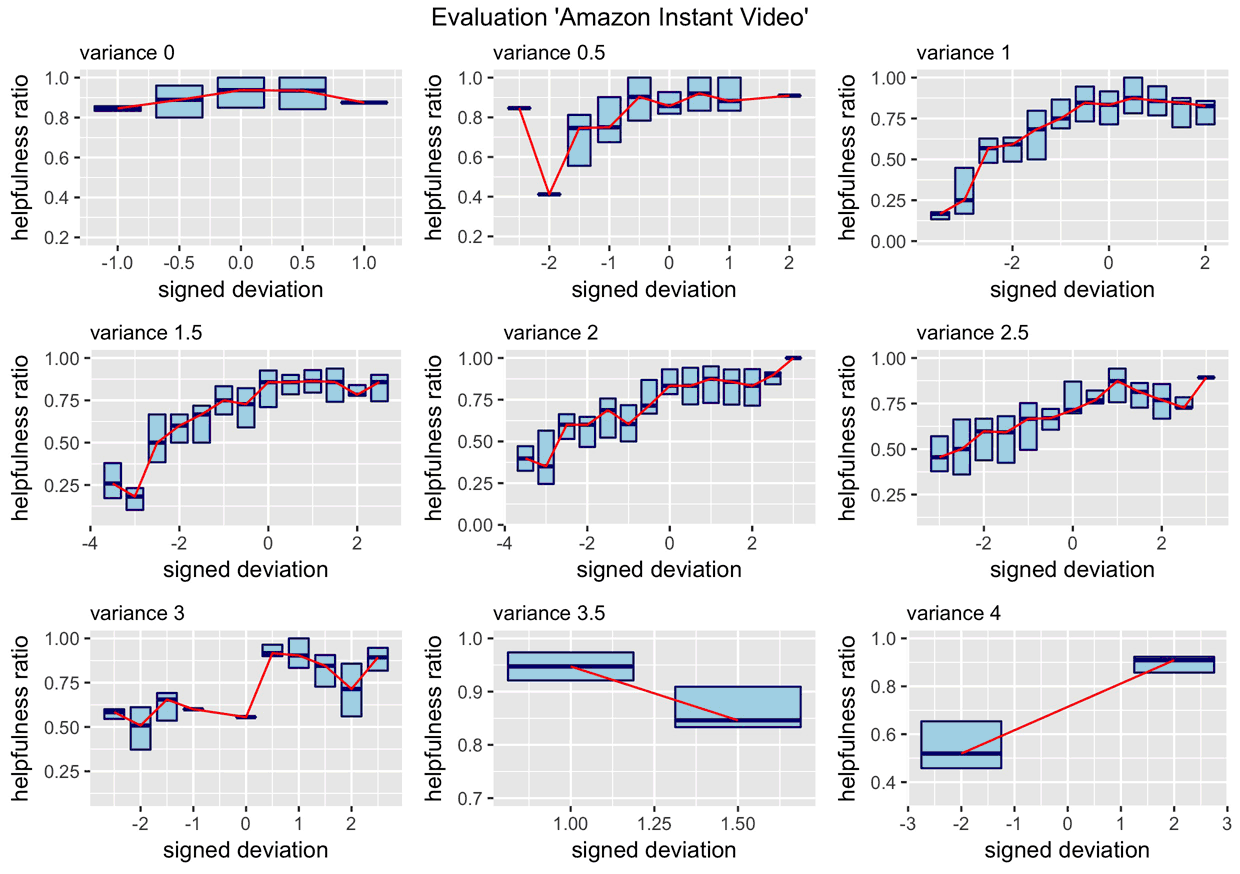 Evaluation 'Amazon Instant Video'
variance 0
helpfulness ratio
1.0
0.8
0.6
0.4
0.2
-1.0 -0.5 0.0 0.5 1.0
signed deviation
variance 0.5
helpfulness ratio
1.0
0.8
0.6
0.4
0.2
-2 -1 0 1 2
signed deviation
variance 1
helpfulness ratio
1.00
0.75
0.50
0.25
0.00
-2 0 2
signed deviation
variance 1.5
helpfulness ratio
1.00
0.75
0.50
0.25
-4 -2 0 2
signed deviation
variance 2
helpfulness ratio
1.00
0.75
0.50
0.25
0.00
-4 -2 0 2
signed deviation
variance 2.5
helpfulness ratio
1.00
0.75
0.50
0.25
-2 0 2
signed deviation
variance 3
helpfulness ratio
1.00
0.75
0.50
0.25
-2 -1 0 1 2
signed deviation
variance 3.5
helpfulness ratio
1.0
0.9
0.8
0.7
1.00 1.25 1.50
signed deviation
variance 4
helpfulness ratio
1.0
0.8
0.6
0.4
-3 -2 -1 0 1 2 3
signed deviation